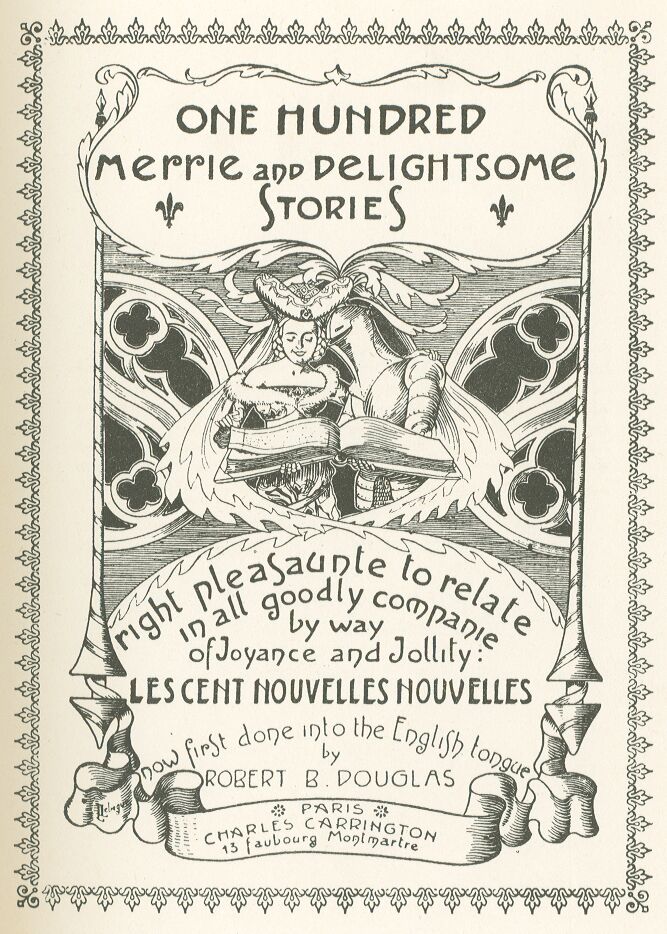 ONE HUNDRED
MERRIE AND DELIGHTSOME
STORIES
right pleasaunte to relate
in all goodly companie
by way
of Joyance and Jollity:
LES CENT NOUVELLES NOUVELLES
now first done into the English tongue
by
ROBERT B. DOUGLAS
PARIS
CHARLES CARRINGTON
13 faubourg Montmartre